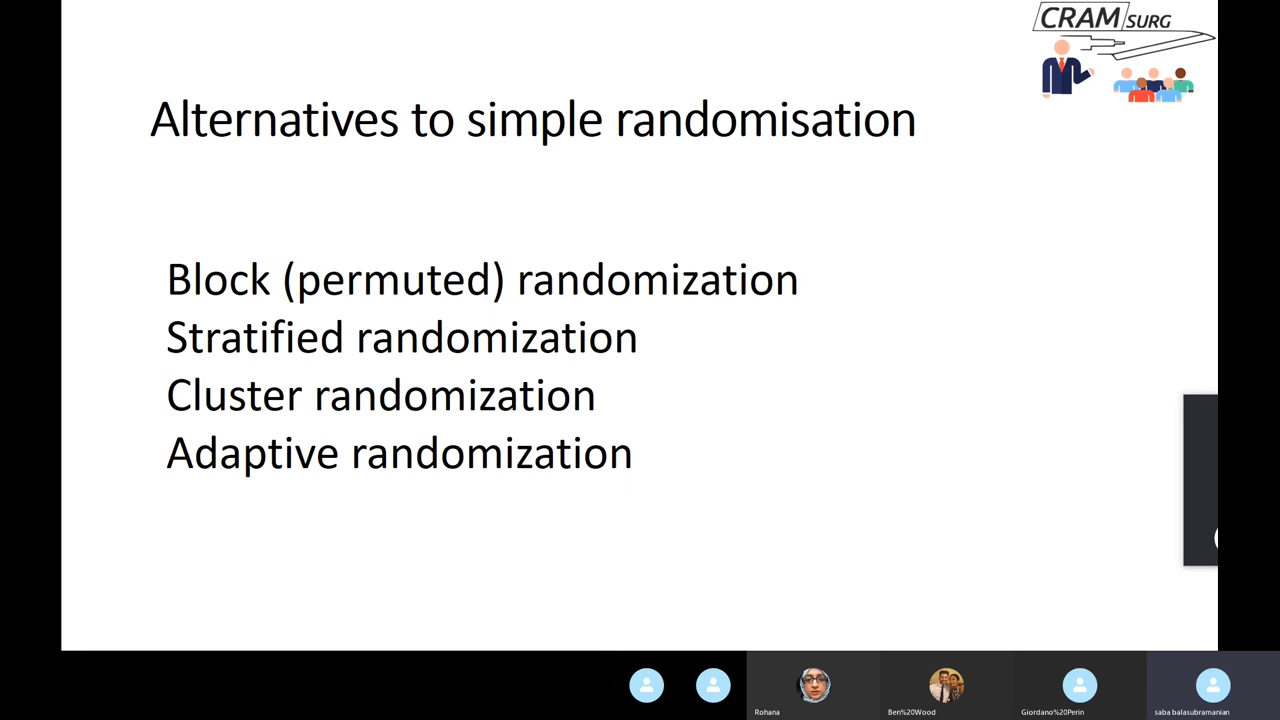 CRAM SURG
Alternatives to simple randomisation
Block (permuted) randomization
Stratified randomization
Cluster randomization
Adaptive randomization
Rohana
Ben%20Wood
Giordano%20Perin
saba balasubramanian